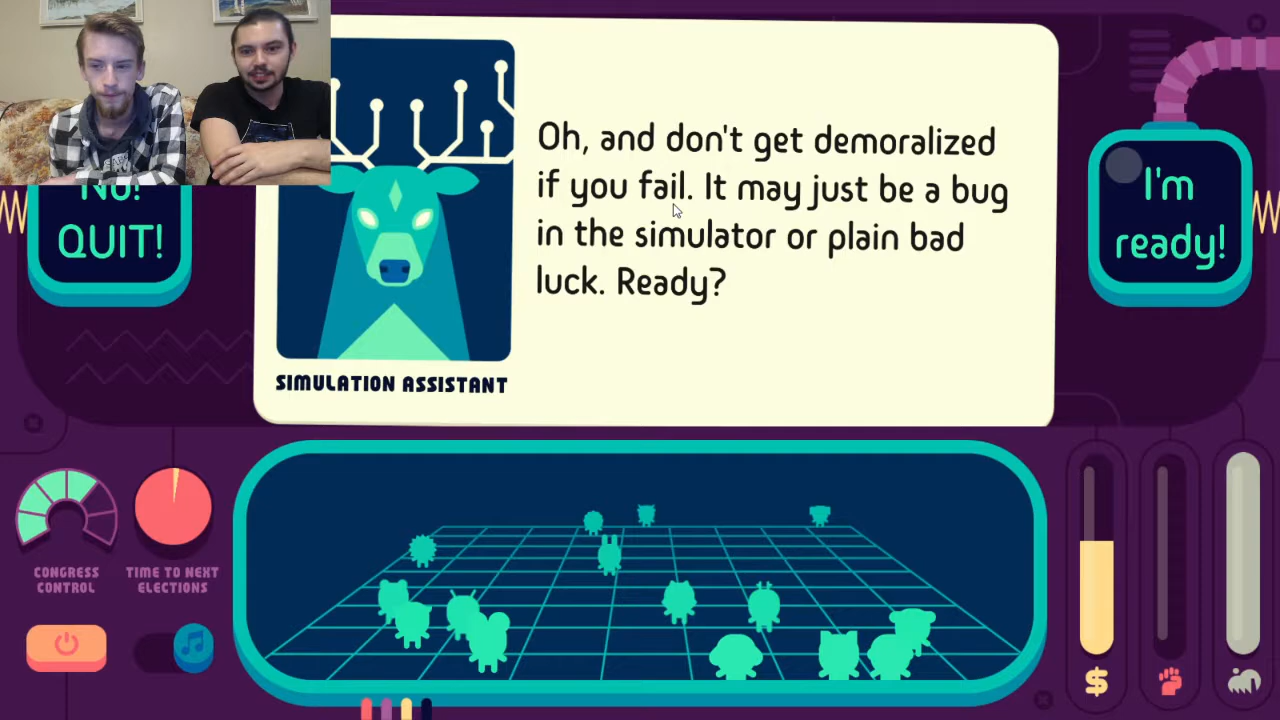 Oh, and don't get demoralized
if you fail. It may just be a bug
in the simulator or plain bad
luck. Ready?
SIMULATION ASSISTANT
No!
QUIT!
I'm
ready!
CONGRESS
CONTROL
TIME TO NEXT
ELECTIONS
$